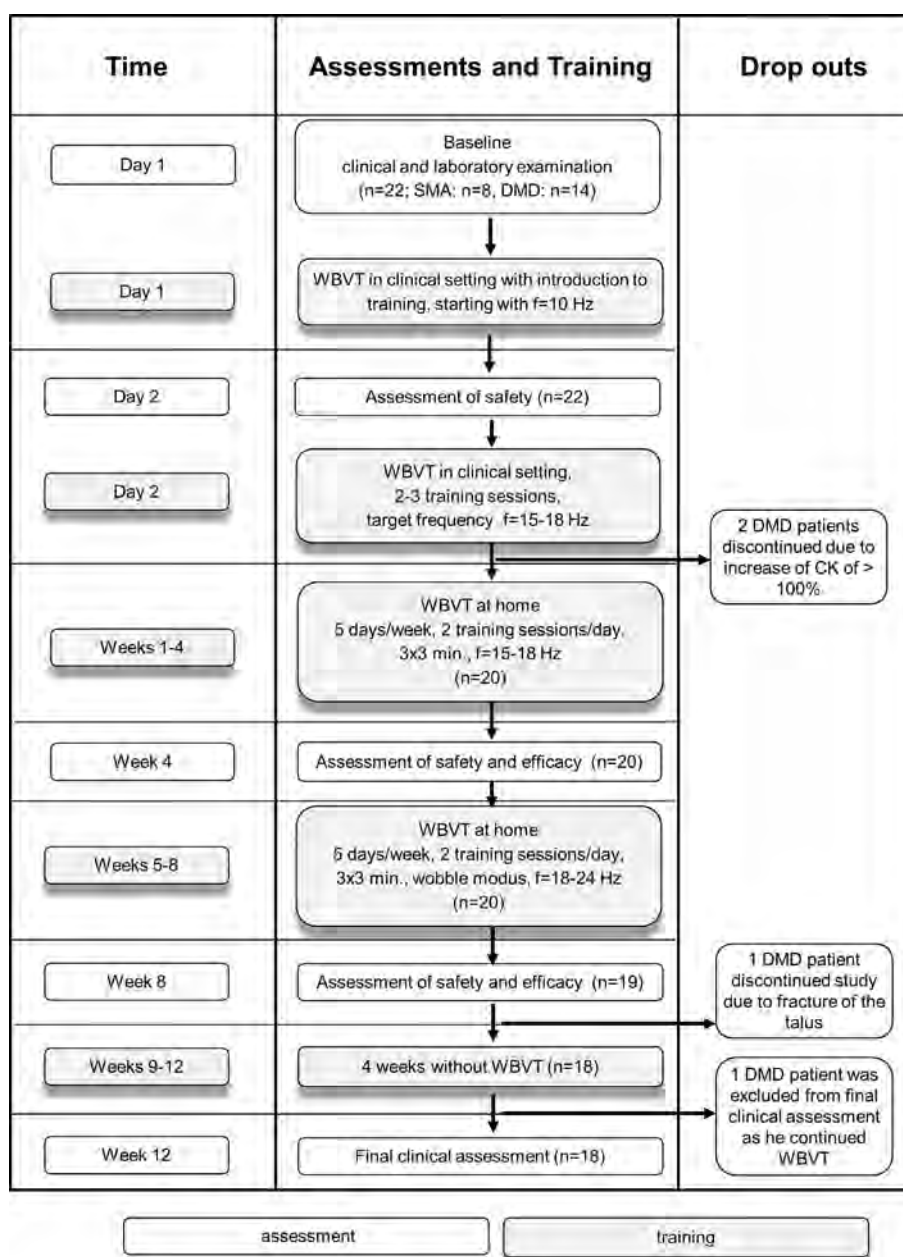 Time
Assessments and Training
Drop outs
Day 1
Baseline
clinical and laboratory examination
(n=22; SMA: n=8, DMD: n=14)
Day 1
WBVT in clinical setting with introduction to
training, starting with f=10 Hz
Day 2
Assessment of safety (n=22)
Day 2
WBVT in clinical setting,
2-3 training sessions,
target frequency f=15-18 Hz
2 DMD patients
discontinued due to
increase of CK of >
100%
Weeks 1-4
WBVT at home
5 days/week, 2 training sessions/day,
3x3 min., f=15-18 Hz
(n=20)
Week 4
Assessment of safety and efficacy (n=20)
Weeks 5-8
WBVT at home
5 days/week, 2 training sessions/day,
3x3 min., wobble modus, f=18-24 Hz
(n=20)
Week 8
Assessment of safety and efficacy (n=19)
1 DMD patient
discontinued study
due to fracture of the
talus
Weeks 9-12
4 weeks without WBVT (n=18)
1 DMD patient was
excluded from final
clinical assessment
as he continued
WBVT
Week 12
Final clinical assessment (n=18)
assessment
training